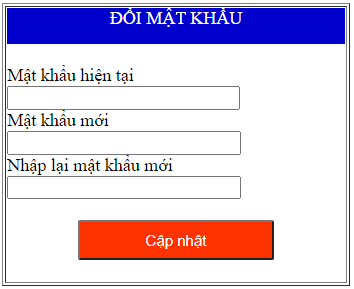 ĐỔI MẬT KHẨU
Mật khẩu hiện tại
Mật khẩu mới
Nhập lại mật khẩu mới
Cập nhật